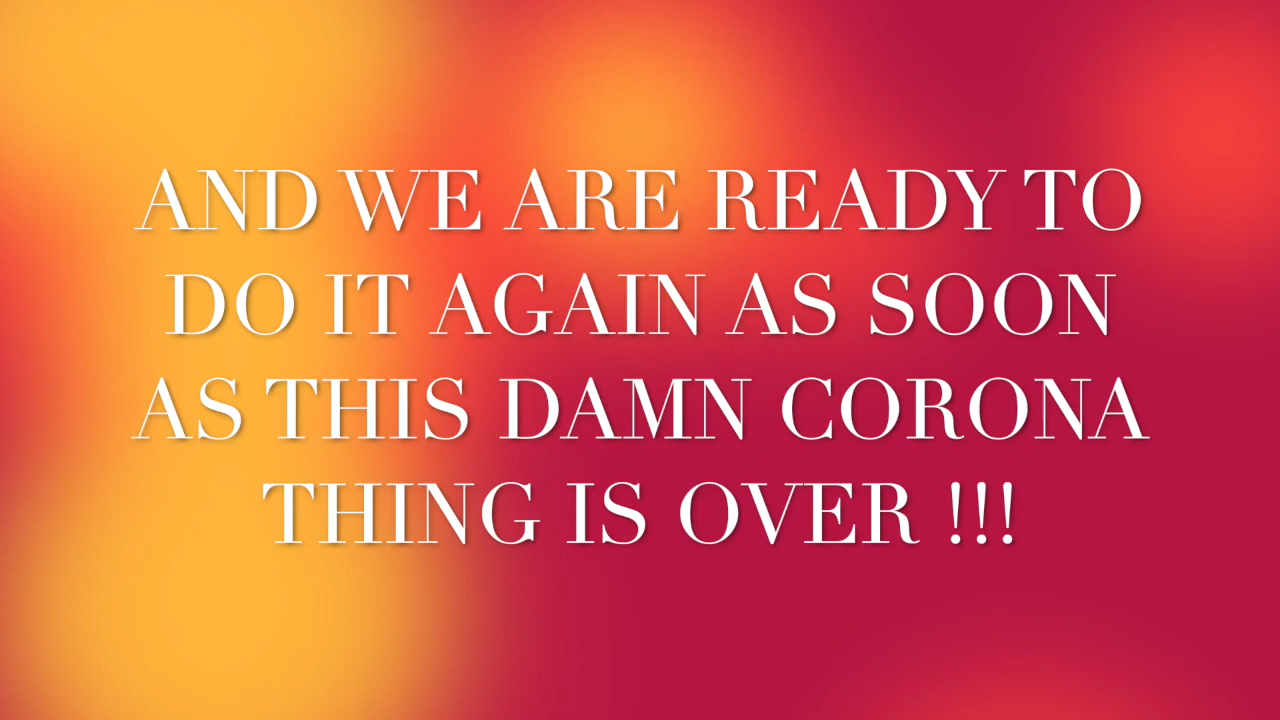 AND WE ARE READY TO
DO IT AGAIN AS SOON
AS THIS DAMN CORONA
THING IS OVER !!!